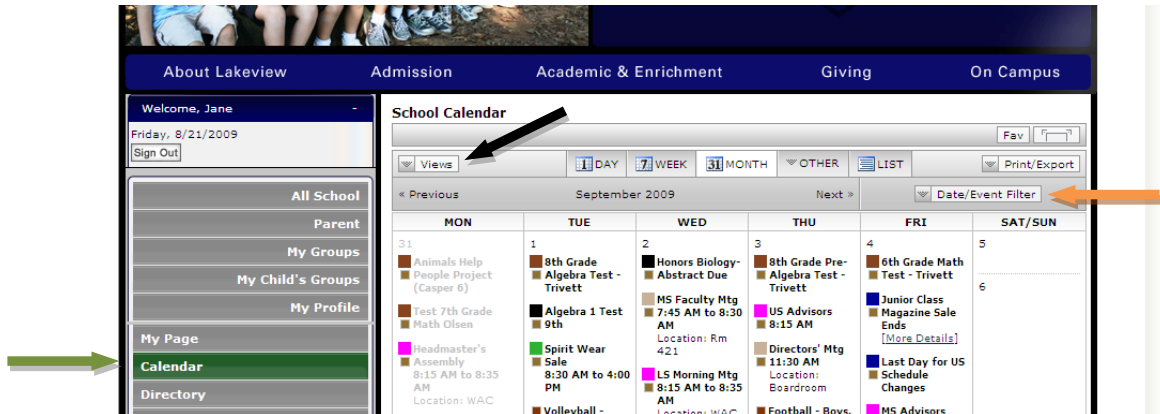 About Lakeview
Admission
Academic & Enrichment
Giving
On Campus
Welcome, Jane -
Friday, 8/21/2009
Sign Out
All School
Parent
My Groups
My Child's Groups
My Profile
My Page
Calendar
Directory
School Calendar
Fav
Views
1 DAY
7 WEEK
31 MONTH
OTHER
LIST
Print/Export
« Previous
September 2009
Next »
Date/Event Filter
MON
TUE
WED
THU
FRI
SAT/SUN
31
Animals Help
People Project
(Casper 6)
Test 7th Grade
Math Olsen
Headmaster's
Assembly
8:15 AM to 8:35
AM
Location: WAC
1
8th Grade
Algebra Test -
Trivett
Algebra 1 Test
9th
Spirit Wear
Sale
8:30 AM to 4:00
PM
Volleyball -
2
Honors Biology-
Abstract Due
MS Faculty Mtg
7:45 AM to 8:30
AM
Location: Rm
421
LS Morning Mtg
8:15 AM to 8:35
AM
Location: WAC
3
8th Grade Pre-
Algebra Test -
Trivett
US Advisors
8:15 AM
Directors' Mtg
11:30 AM
Location:
Boardroom
Football - Boys,
4
6th Grade Math
Test - Trivett
Junior Class
Magazine Sale
Ends
[More Details]
Last Day for US
Schedule
Changes
MS Advisors
5
6